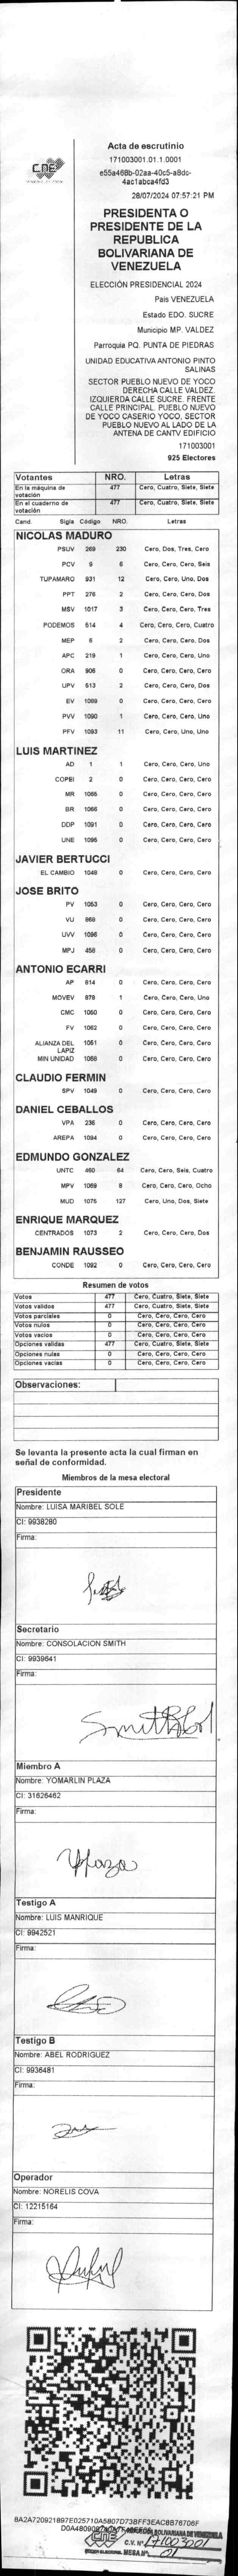 CNE
Acta de escrutinio
171003001.01.1.0001
e55a468b-02aa-40c5-a8dc-
4ac1abca4fd3
28/07/2024 07:57:21 PM
PRESIDENTA O
PRESIDENTE DE LA
REPUBLICA
BOLIVARIANA DE
VENEZUELA
ELECCIÓN PRESIDENCIAL 2024
Pais VENEZUELA
Estado EDO. SUCRE
Municipio MP. VALDEZ
Parroquia PQ. PUNTA DE PIEDRAS
UNIDAD EDUCATIVA ANTONIO PINTO
SALINAS
SECTOR PUEBLO NUEVO DE YOCO
DERECHA CALLE VALDEZ.
IZQUIERDA CALLE SUCRE. FRENTE
CALLE PRINCIPAL. PUEBLO NUEVO
DE YOCO CASERIO YOCO, SECTOR
PUEBLO NUEVO AL LADO DE LA
ANTENA DE CANTV EDIFICIO
171003001
925 Electores
Votantes NRO. Letras
En la máquina de votación 477 Cero, Cuatro, Siete, Siete
En el cuaderno de votación 477 Cero, Cuatro, Siete, Siete
Cand. Sigla Código NRO. Letras
NICOLAS MADURO
PSUV 269 230 Cero, Dos, Tres, Cero
PCV 9 6 Cero, Cero, Cero, Seis
TUPAMARO 931 12 Cero, Cero, Uno, Dos
PPT 276 2 Cero, Cero, Cero, Dos
MSV 1017 3 Cero, Cero, Cero, Tres
PODEMOS 514 4 Cero, Cero, Cero, Cuatro
MEP 6 2 Cero, Cero, Cero, Dos
APC 219 1 Cero, Cero, Cero, Uno
ORA 906 0 Cero, Cero, Cero, Cero
UPV 513 2 Cero, Cero, Cero, Dos
EV 1089 0 Cero, Cero, Cero, Cero
PVV 1090 1 Cero, Cero, Cero, Uno
PFV 1093 11 Cero, Cero, Uno, Uno
LUIS MARTINEZ
AD 1 1 Cero, Cero, Cero, Uno
COPEI 2 0 Cero, Cero, Cero, Cero
MR 1065 0 Cero, Cero, Cero, Cero
BR 1066 0 Cero, Cero, Cero, Cero
DDP 1091 0 Cero, Cero, Cero, Cero
UNE 1095 0 Cero, Cero, Cero, Cero
JAVIER BERTUCCI
EL CAMBIO 1048 0 Cero, Cero, Cero, Cero
JOSE BRITO
PV 1053 0 Cero, Cero, Cero, Cero
VU 868 0 Cero, Cero, Cero, Cero
UVV 1096 0 Cero, Cero, Cero, Cero
MPJ 458 0 Cero, Cero, Cero, Cero
ANTONIO ECARRI
AP 814 0 Cero, Cero, Cero, Cero
MOVEV 878 1 Cero, Cero, Cero, Uno
CMC 1050 0 Cero, Cero, Cero, Cero
FV 1062 0 Cero, Cero, Cero, Cero
ALIANZA DEL LAPIZ 1051 0 Cero, Cero, Cero, Cero
MIN UNIDAD 1058 0 Cero, Cero, Cero, Cero
CLAUDIO FERMIN
SPV 1049 0 Cero, Cero, Cero, Cero
DANIEL CEBALLOS
VPA 236 0 Cero, Cero, Cero, Cero
AREPA 1094 0 Cero, Cero, Cero, Cero
EDMUNDO GONZALEZ
UNTC 460 64 Cero, Cero, Seis, Cuatro
MPV 1069 8 Cero, Cero, Cero, Ocho
MUD 1075 127 Cero, Uno, Dos, Siete
ENRIQUE MARQUEZ
CENTRADOS 1073 2 Cero, Cero, Cero, Dos
BENJAMIN RAUSSEO
CONDE 1092 0 Cero, Cero, Cero, Cero
Resumen de votos
Votos 477 Cero, Cuatro, Siete, Siete
Votos validos 477 Cero, Cuatro, Siete, Siete
Votos parciales 0 Cero, Cero, Cero, Cero
Votos nulos 0 Cero, Cero, Cero, Cero
Votos vacios 0 Cero, Cero, Cero, Cero
Opciones validas 477 Cero, Cuatro, Siete, Siete
Opciones nulas 0 Cero, Cero, Cero, Cero
Opciones vacias 0 Cero, Cero, Cero, Cero
Observaciones:
Se levanta la presente acta la cual firman en
señal de conformidad.
Miembros de la mesa electoral
Presidente
Nombre: LUISA MARIBEL SOLE
CI: 9938280
Firma:
Secretario
Nombre: CONSOLACION SMITH
CI: 9939641
Firma:
Miembro A
Nombre: YOMARLIN PLAZA
CI: 31626462
Firma:
YPlaza
Testigo A
Nombre: LUIS MANRIQUE
CI: 9942521
Firma:
Testigo B
Nombre: ABEL RODRIGUEZ
CI: 9936481
Firma:
Operador
Nombre: NORELIS COVA
CI: 12215164
Firma:
8A2A720921897E025710A5807D73BFF3EAC8B76706F
CNE
C.V. Nº 171003001
MESA Nº 01